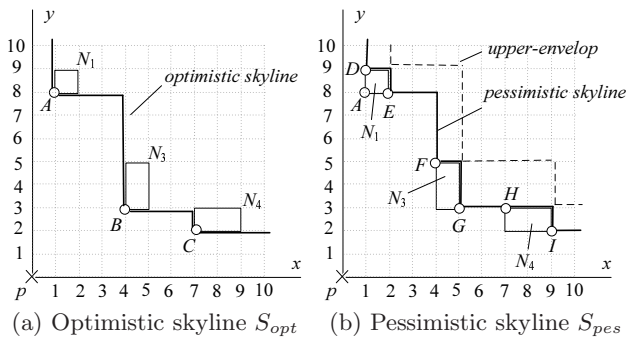 y
10
9
8
7
6
5
4
3
2
1
p
1 2 3 4 5 6 7 8 9 10
x
N1
A
optimistic skyline
N3
B
N4
C
(a) Optimistic skyline Sopt
y
10
9
8
7
6
5
4
3
2
1
p
1 2 3 4 5 6 7 8 9 10
x
upper-envelop
D
pessimistic skyline
A
E
N1
F
N3
G
H
N4
I
(b) Pessimistic skyline Spes